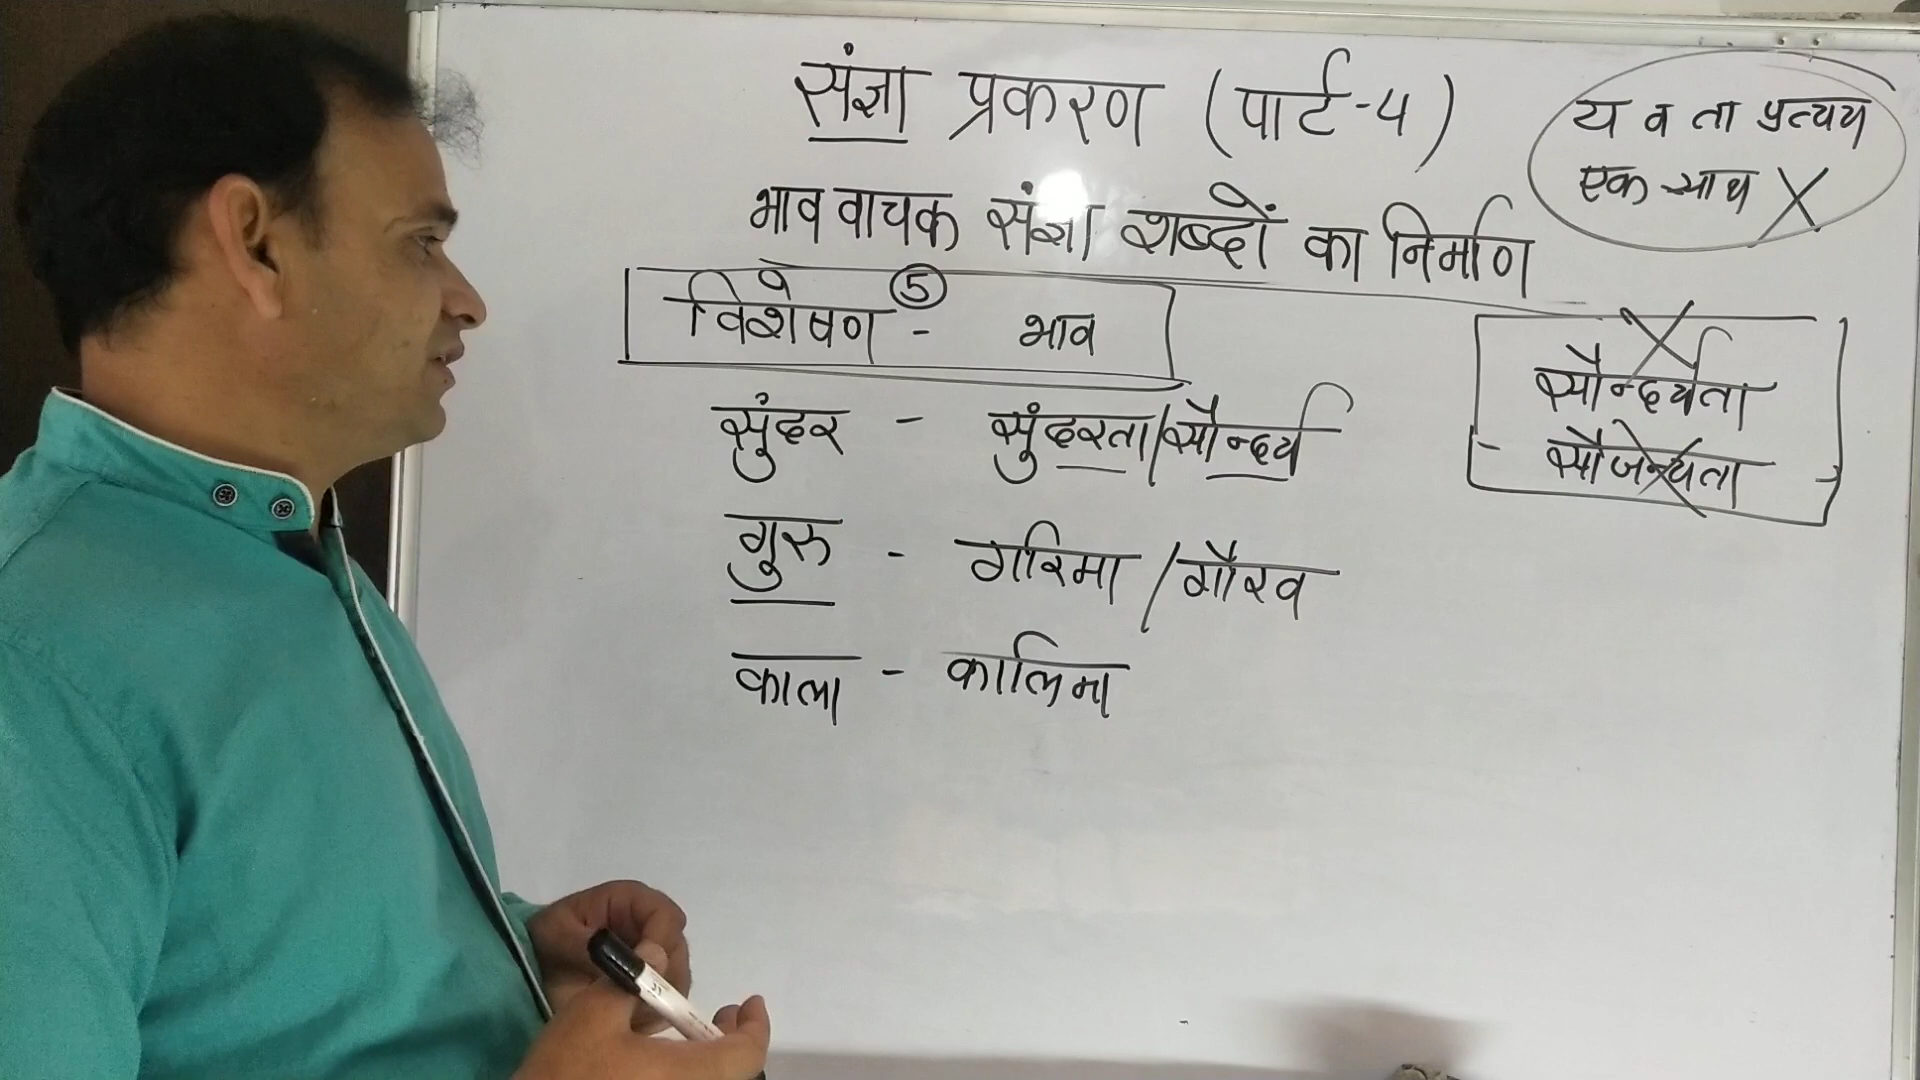 संज्ञा प्रकरण (पार्ट-4)
य व ता प्रत्यय
एक साथ X
भाववाचक संज्ञा शब्दों का निर्माण
विशेषण - भाव
5
सौन्दर्यता
सौजन्यता
सुंदर - सुंदरता/सौन्दर्य
गुरु - गरिमा/गौरव
काला - कालिमा